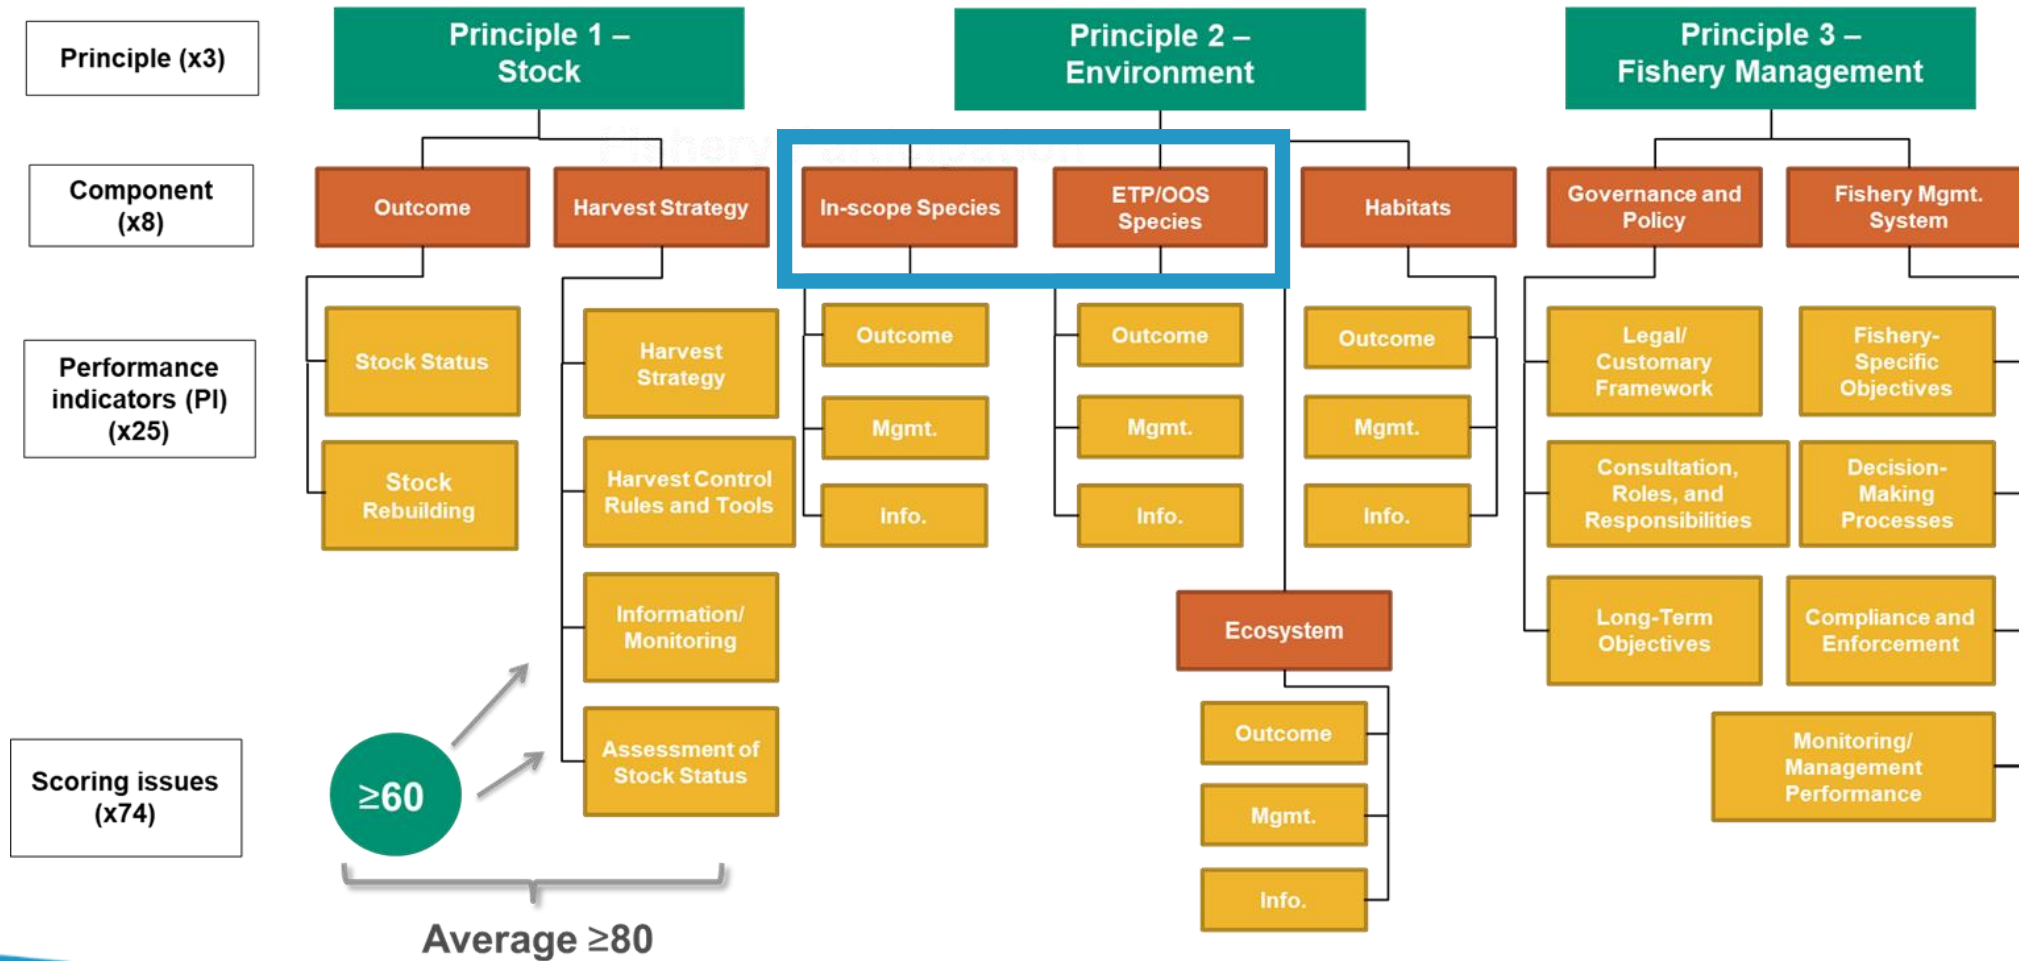 Principle (x3)
Principle 1 –
Stock
Principle 2 –
Environment
Principle 3 –
Fishery Management
Fishery Participation
Component
(x8)
Outcome
Harvest Strategy
In-scope Species
ETP/OOS
Species
Habitats
Governance and
Policy
Fishery Mgmt.
System
Performance
indicators (PI)
(x25)
Stock Status
Stock
Rebuilding
Harvest
Strategy
Harvest Control
Rules and Tools
Information/
Monitoring
Assessment of
Stock Status
Outcome
Mgmt.
Info.
Outcome
Mgmt.
Info.
Outcome
Mgmt.
Info.
Ecosystem
Outcome
Mgmt.
Info.
Legal/
Customary
Framework
Consultation,
Roles, and
Responsibilities
Long-Term
Objectives
Fishery-
Specific
Objectives
Decision-
Making
Processes
Compliance and
Enforcement
Monitoring/
Management
Performance
Scoring issues
(x74)
≥60
Average ≥80